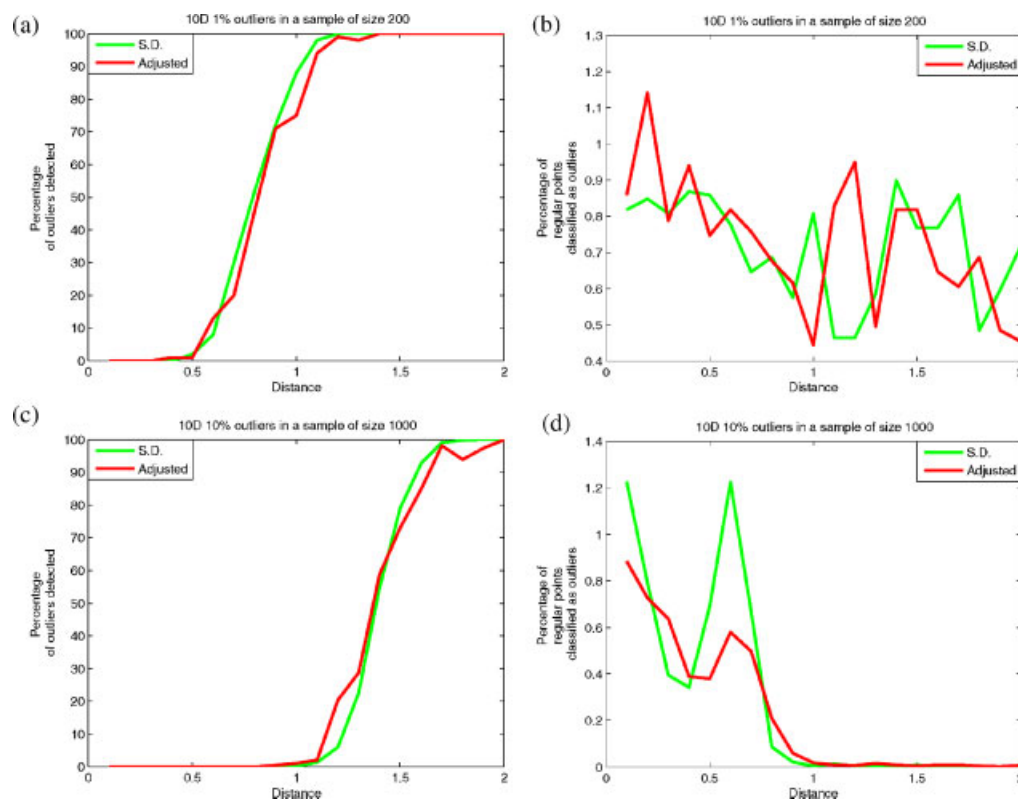 (a)
10D 1% outliers in a sample of size 200
S.D.
Adjusted
Percentage
of outliers detected
100
90
80
70
60
50
40
30
20
10
0
0
0.5
1
1.5
2
Distance
(b)
10D 1% outliers in a sample of size 200
S.D.
Adjusted
Percentage of
regular points
classified as outliers
1.3
1.2
1.1
1
0.9
0.8
0.7
0.6
0.5
0.4
0
0.5
1
1.5
Distance
(c)
10D 10% outliers in a sample of size 1000
S.D.
Adjusted
Percentage
of outliers detected
100
90
80
70
60
50
40
30
20
10
0
0
0.5
1
1.5
2
Distance
(d)
10D 10% outliers in a sample of size 1000
S.D.
Adjusted
Percentage of
regular points
classified as outliers
1.4
1.2
1
0.8
0.6
0.4
0.2
0
0
0.5
1
1.5
Distance